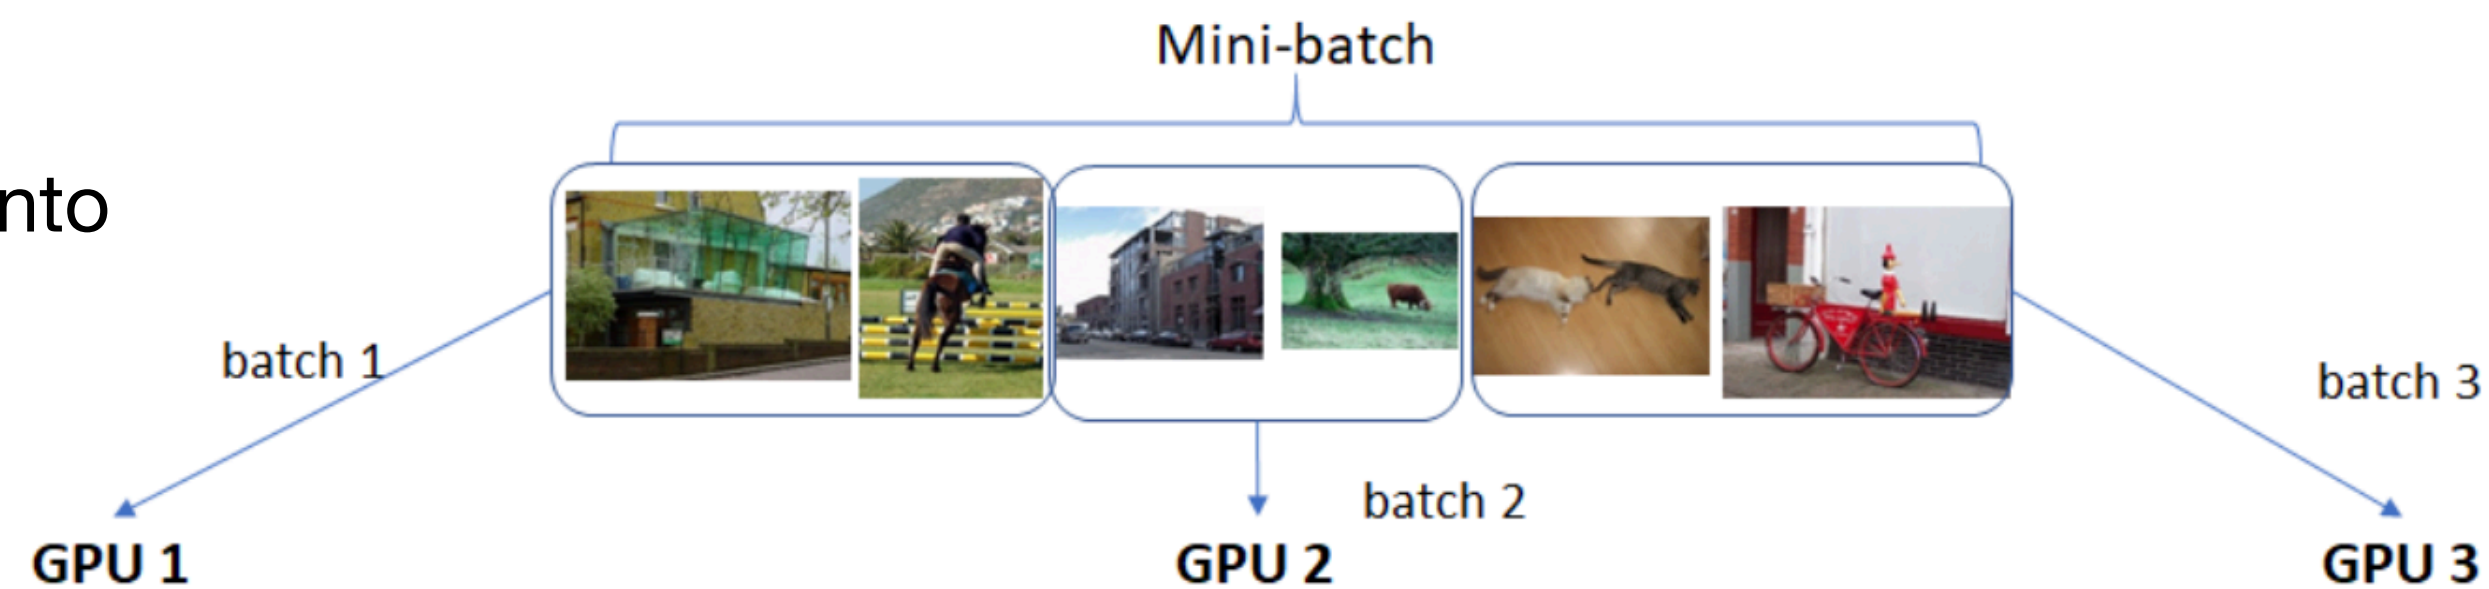 Mini-batch
nto
batch 1
batch 3
batch 2
GPU 1
GPU 2
GPU 3